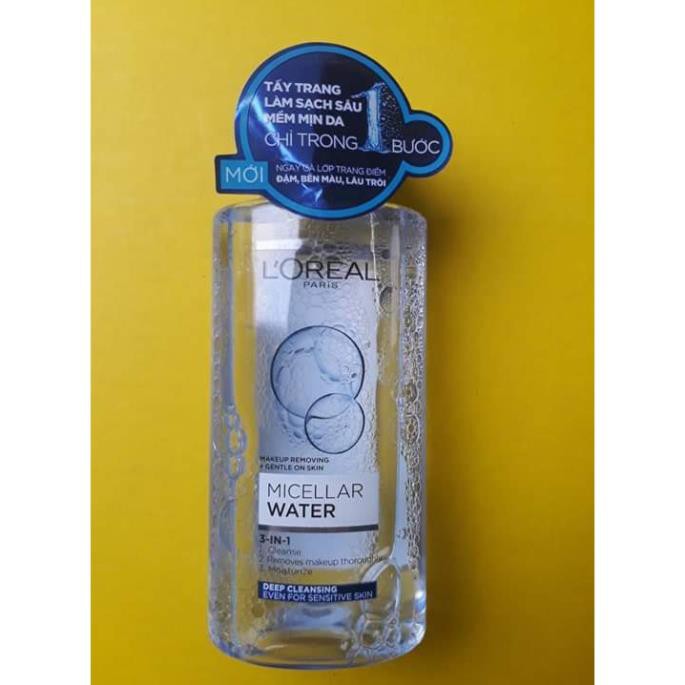 TẨY TRANG
LÀM SẠCH SÂU
MỀM MỊN DA
CHỈ TRONG 1 BƯỚC
MỚI
NGAY CẢ LỚP TRANG ĐIỂM
ĐẬM, BỀN MÀU, LÂU TRÔI
L'ORÉAL
PARIS
MAKEUP REMOVING
+ GENTLE ON SKIN
MICELLAR
WATER
3-IN-1
1. Cleanse
2. Removes makeup thoroughly
3. Moisturize
DEEP CLEANSING
EVEN FOR SENSITIVE SKIN